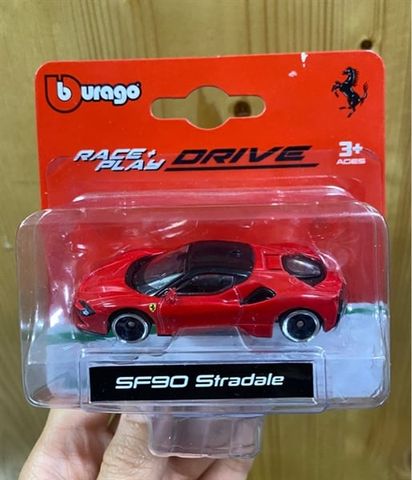 burago
RACE+
PLAY
DRIVE
3+
AGES
SF90 Stradale